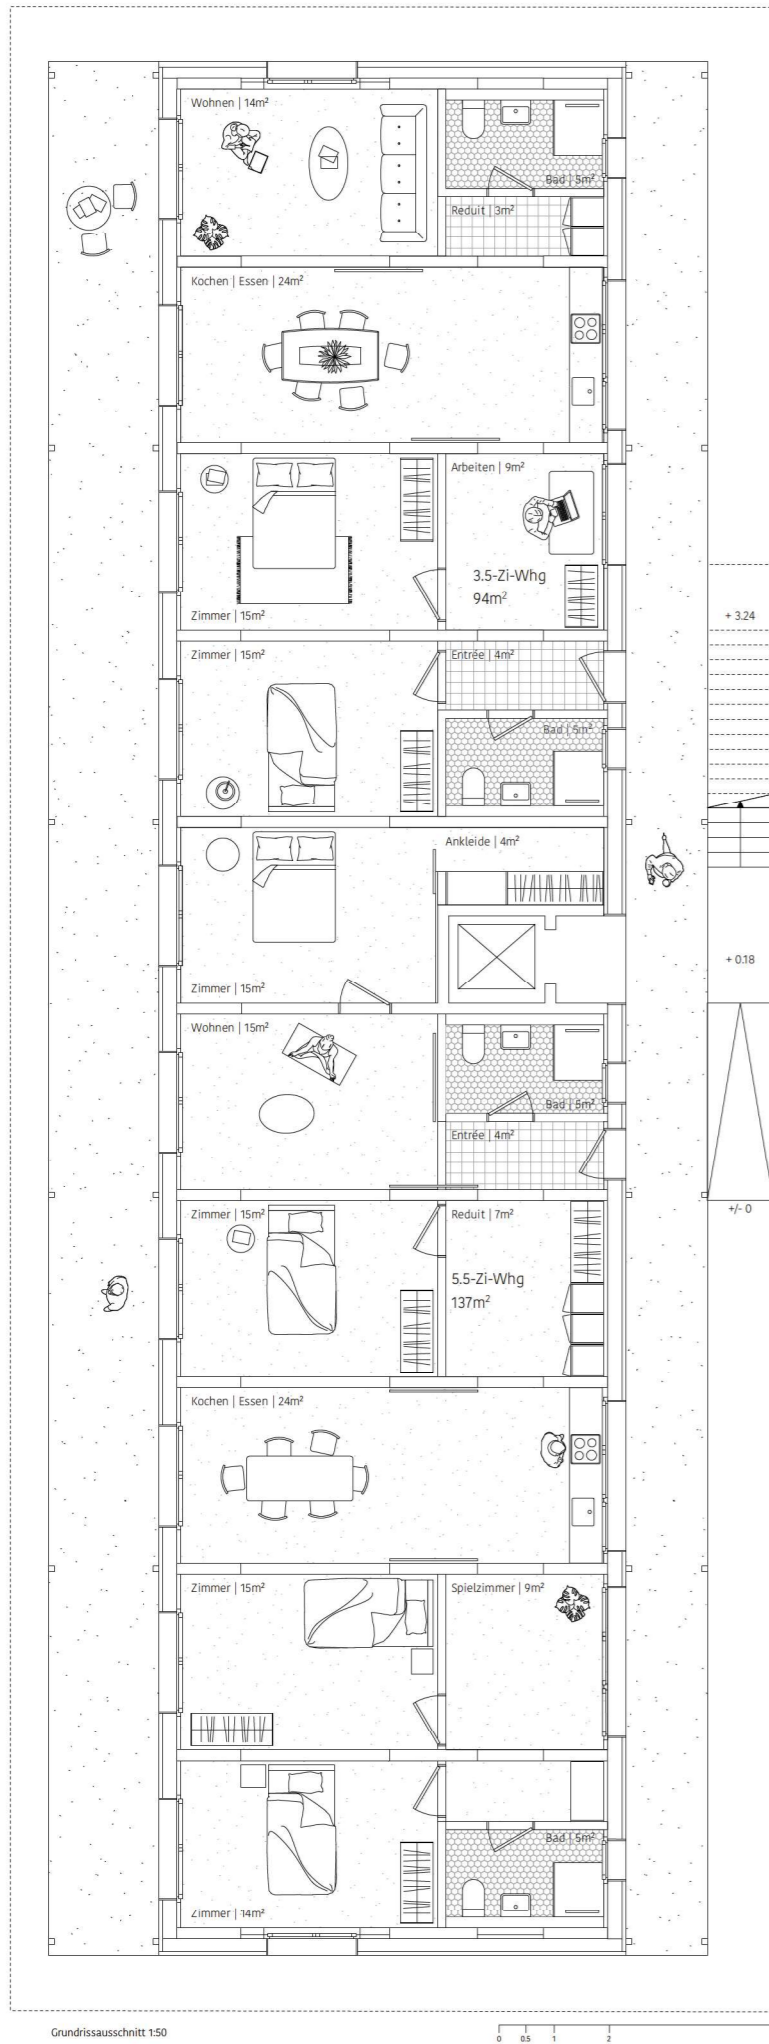 Wohnen | 14m²
Bad | 5m²
Reduit | 3m²
Kochen | Essen | 24m²
Arbeiten | 9m²
3.5-Zi-Whg
94m²
Zimmer | 15m²
+ 3.24
Zimmer | 15m²
Entrée | 4m²
Bad | 5m²
Ankleide | 4m²
+ 0.18
Zimmer | 15m²
Wohnen | 15m²
Bad | 5m²
Entrée | 4m²
+/- 0
Zimmer | 15m²
Reduit | 7m²
5.5-Zi-Whg
137m²
Kochen | Essen | 24m²
Zimmer | 15m²
Spielzimmer | 9m²
Bad | 5m²
Zimmer | 14m²
Grundrissausschnitt 1:50
0 0.5 1 2